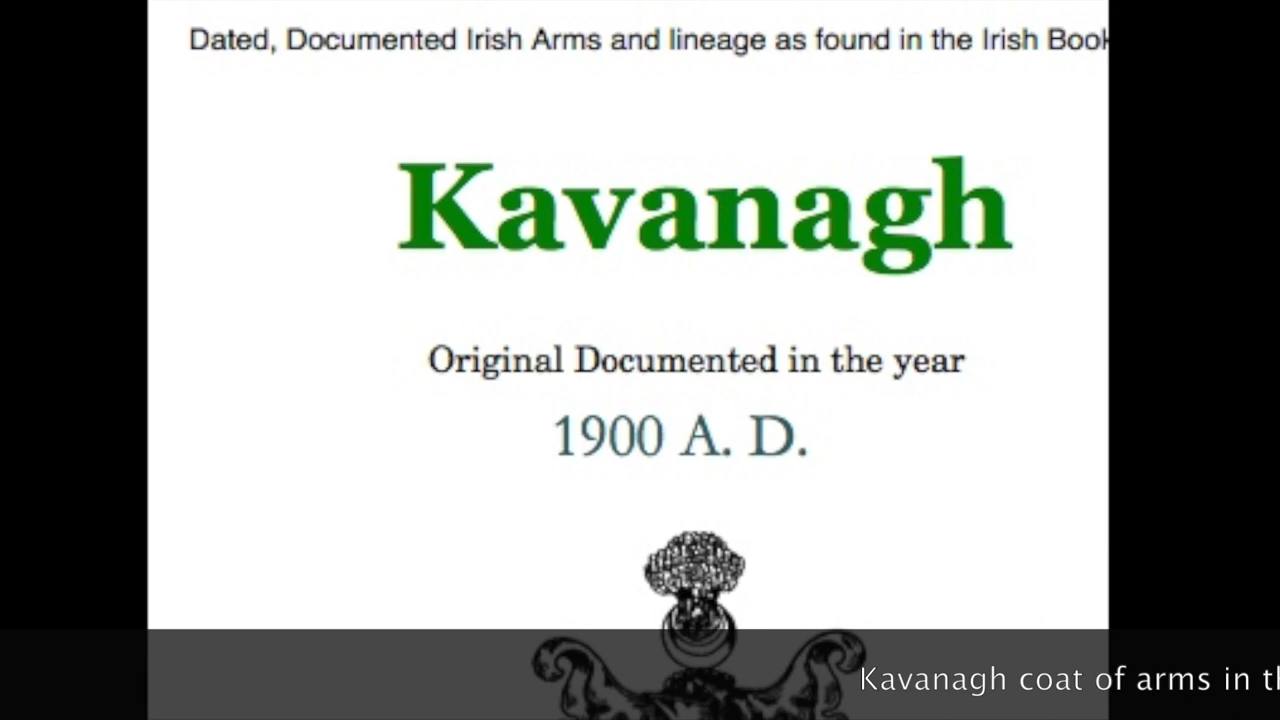 Dated, Documented Irish Arms and lineage as found in the Irish Book
Kavanagh
Original Documented in the year
1900 A. D.
Kavanagh coat of arms in